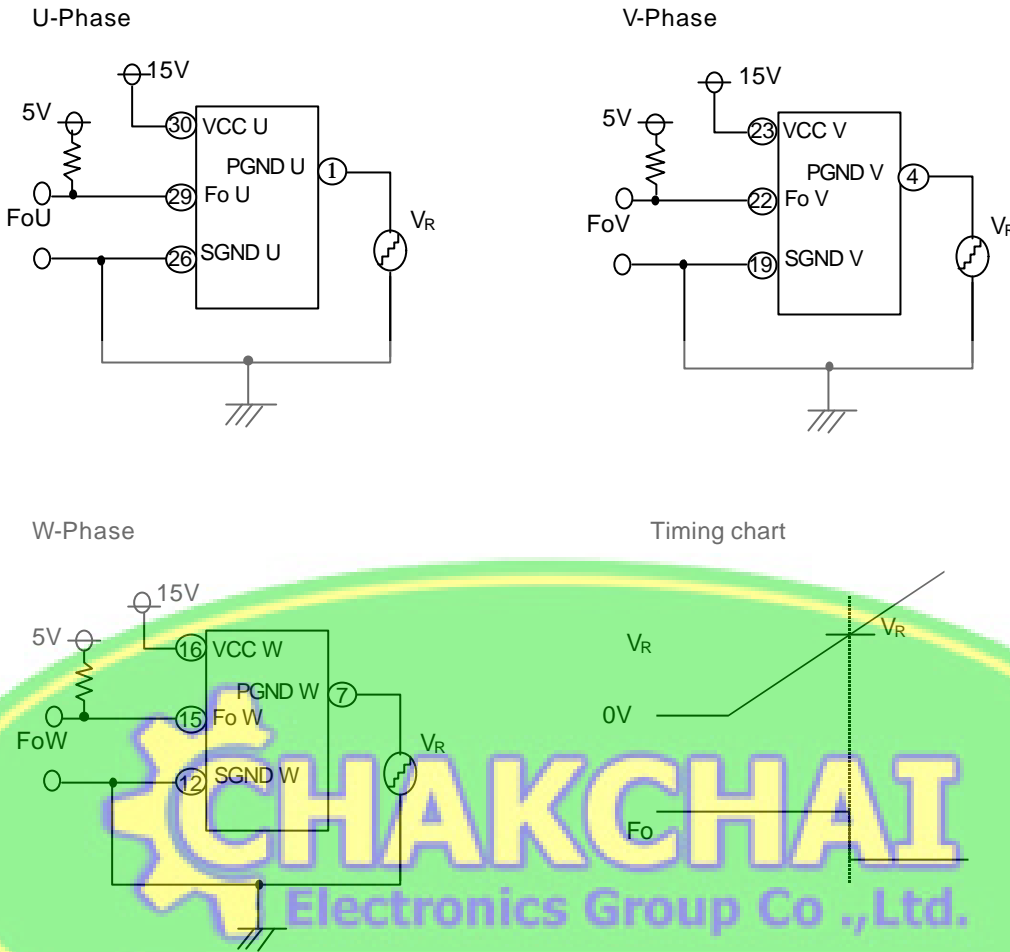 U-Phase
15V
5V
30 VCC U
PGND U 1
29 Fo U
FoU
VR
26 SGND U
V-Phase
15V
5V
23 VCC V
PGND V 4
22 Fo V
FoV
VR
19 SGND V
W-Phase
15V
5V
16 VCC W
PGND W 7
15 Fo W
FoW
VR
12 SGND W
Timing chart
VR
VR
0V
Fo
CHAKCHAI
Electronics Group Co .,Ltd.